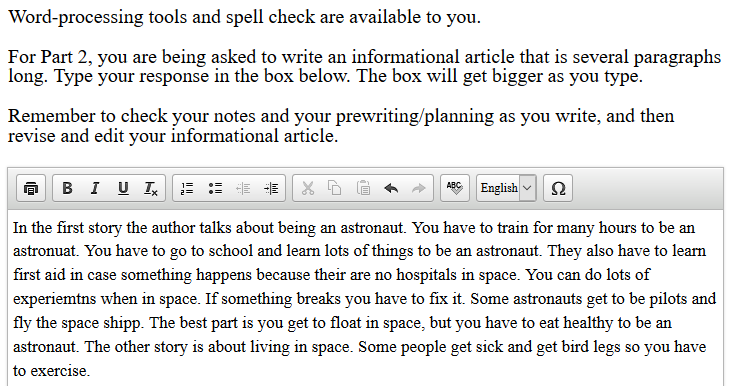 Word-processing tools and spell check are available to you.
For Part 2, you are being asked to write an informational article that is several paragraphs
long. Type your response in the box below. The box will get bigger as you type.
Remember to check your notes and your prewriting/planning as you write, and then
revise and edit your informational article.
B I U Tx ABC English Ω
In the first story the author talks about being an astronaut. You have to train for many hours to be an
astronuat. You have to go to school and learn lots of things to be an astronaut. They also have to learn
first aid in case something happens because their are no hospitals in space. You can do lots of
experiemtns when in space. If something breaks you have to fix it. Some astronauts get to be pilots and
fly the space shipp. The best part is you get to float in space, but you have to eat healthy to be an
astronaut. The other story is about living in space. Some people get sick and get bird legs so you have
to exercise.